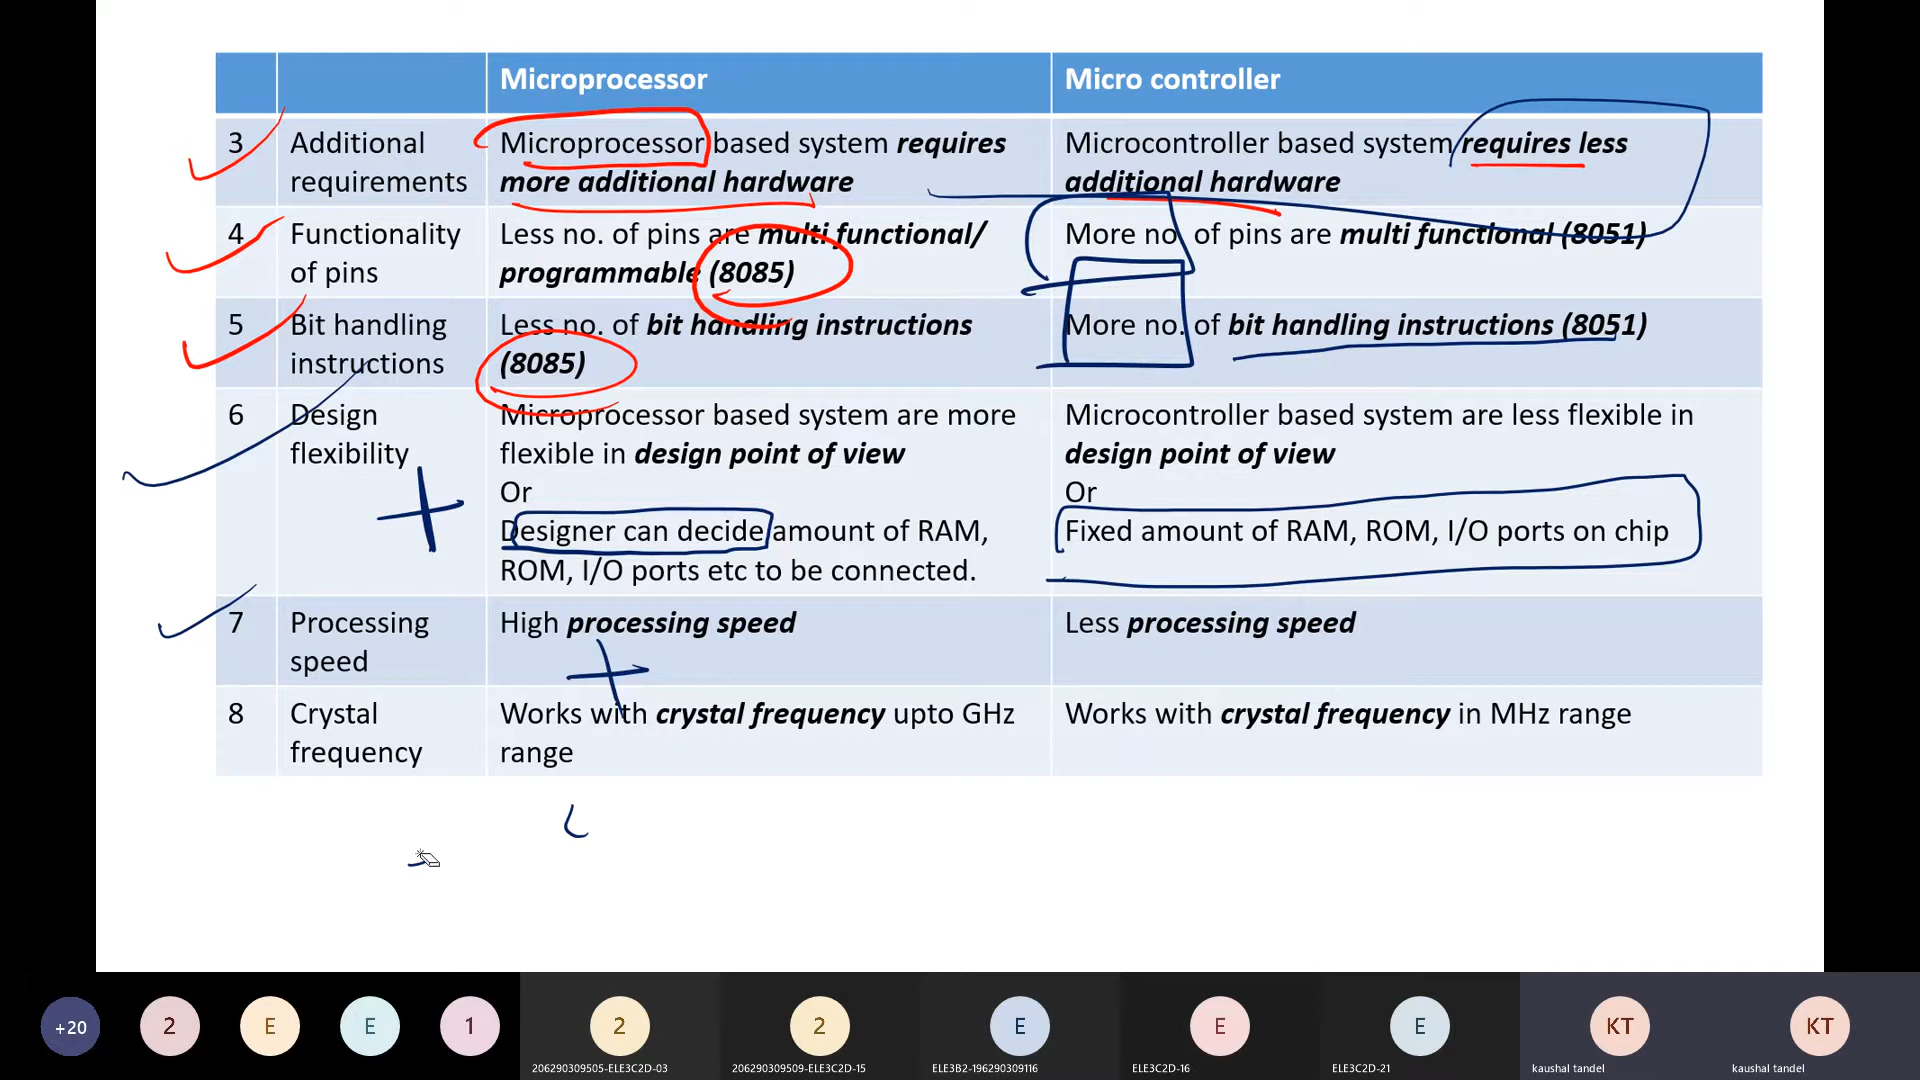 Microprocessor
Micro controller
3
Additional
requirements
Microprocessor based system requires
more additional hardware
Microcontroller based system requires less
additional hardware
4
Functionality
of pins
Less no. of pins are multi functional/
programmable (8085)
More no. of pins are multi functional (8051)
5
Bit handling
instructions
Less no. of bit handling instructions
(8085)
More no. of bit handling instructions (8051)
6
Design
flexibility
Microprocessor based system are more
flexible in design point of view
Or
Designer can decide amount of RAM,
ROM, I/O ports etc to be connected.
Microcontroller based system are less flexible in
design point of view
Or
Fixed amount of RAM, ROM, I/O ports on chip
7
Processing
speed
High processing speed
Less processing speed
8
Crystal
frequency
Works with crystal frequency upto GHz
range
Works with crystal frequency in MHz range
+20
2
E
E
1
2
2
E
E
E
KT
KT
206290309505-ELE3C2D-03
206290309509-ELE3C2D-15
ELE3B2-196290309116
ELE3C2D-16
ELE3C2D-21
kaushal tandel
kaushal tandel